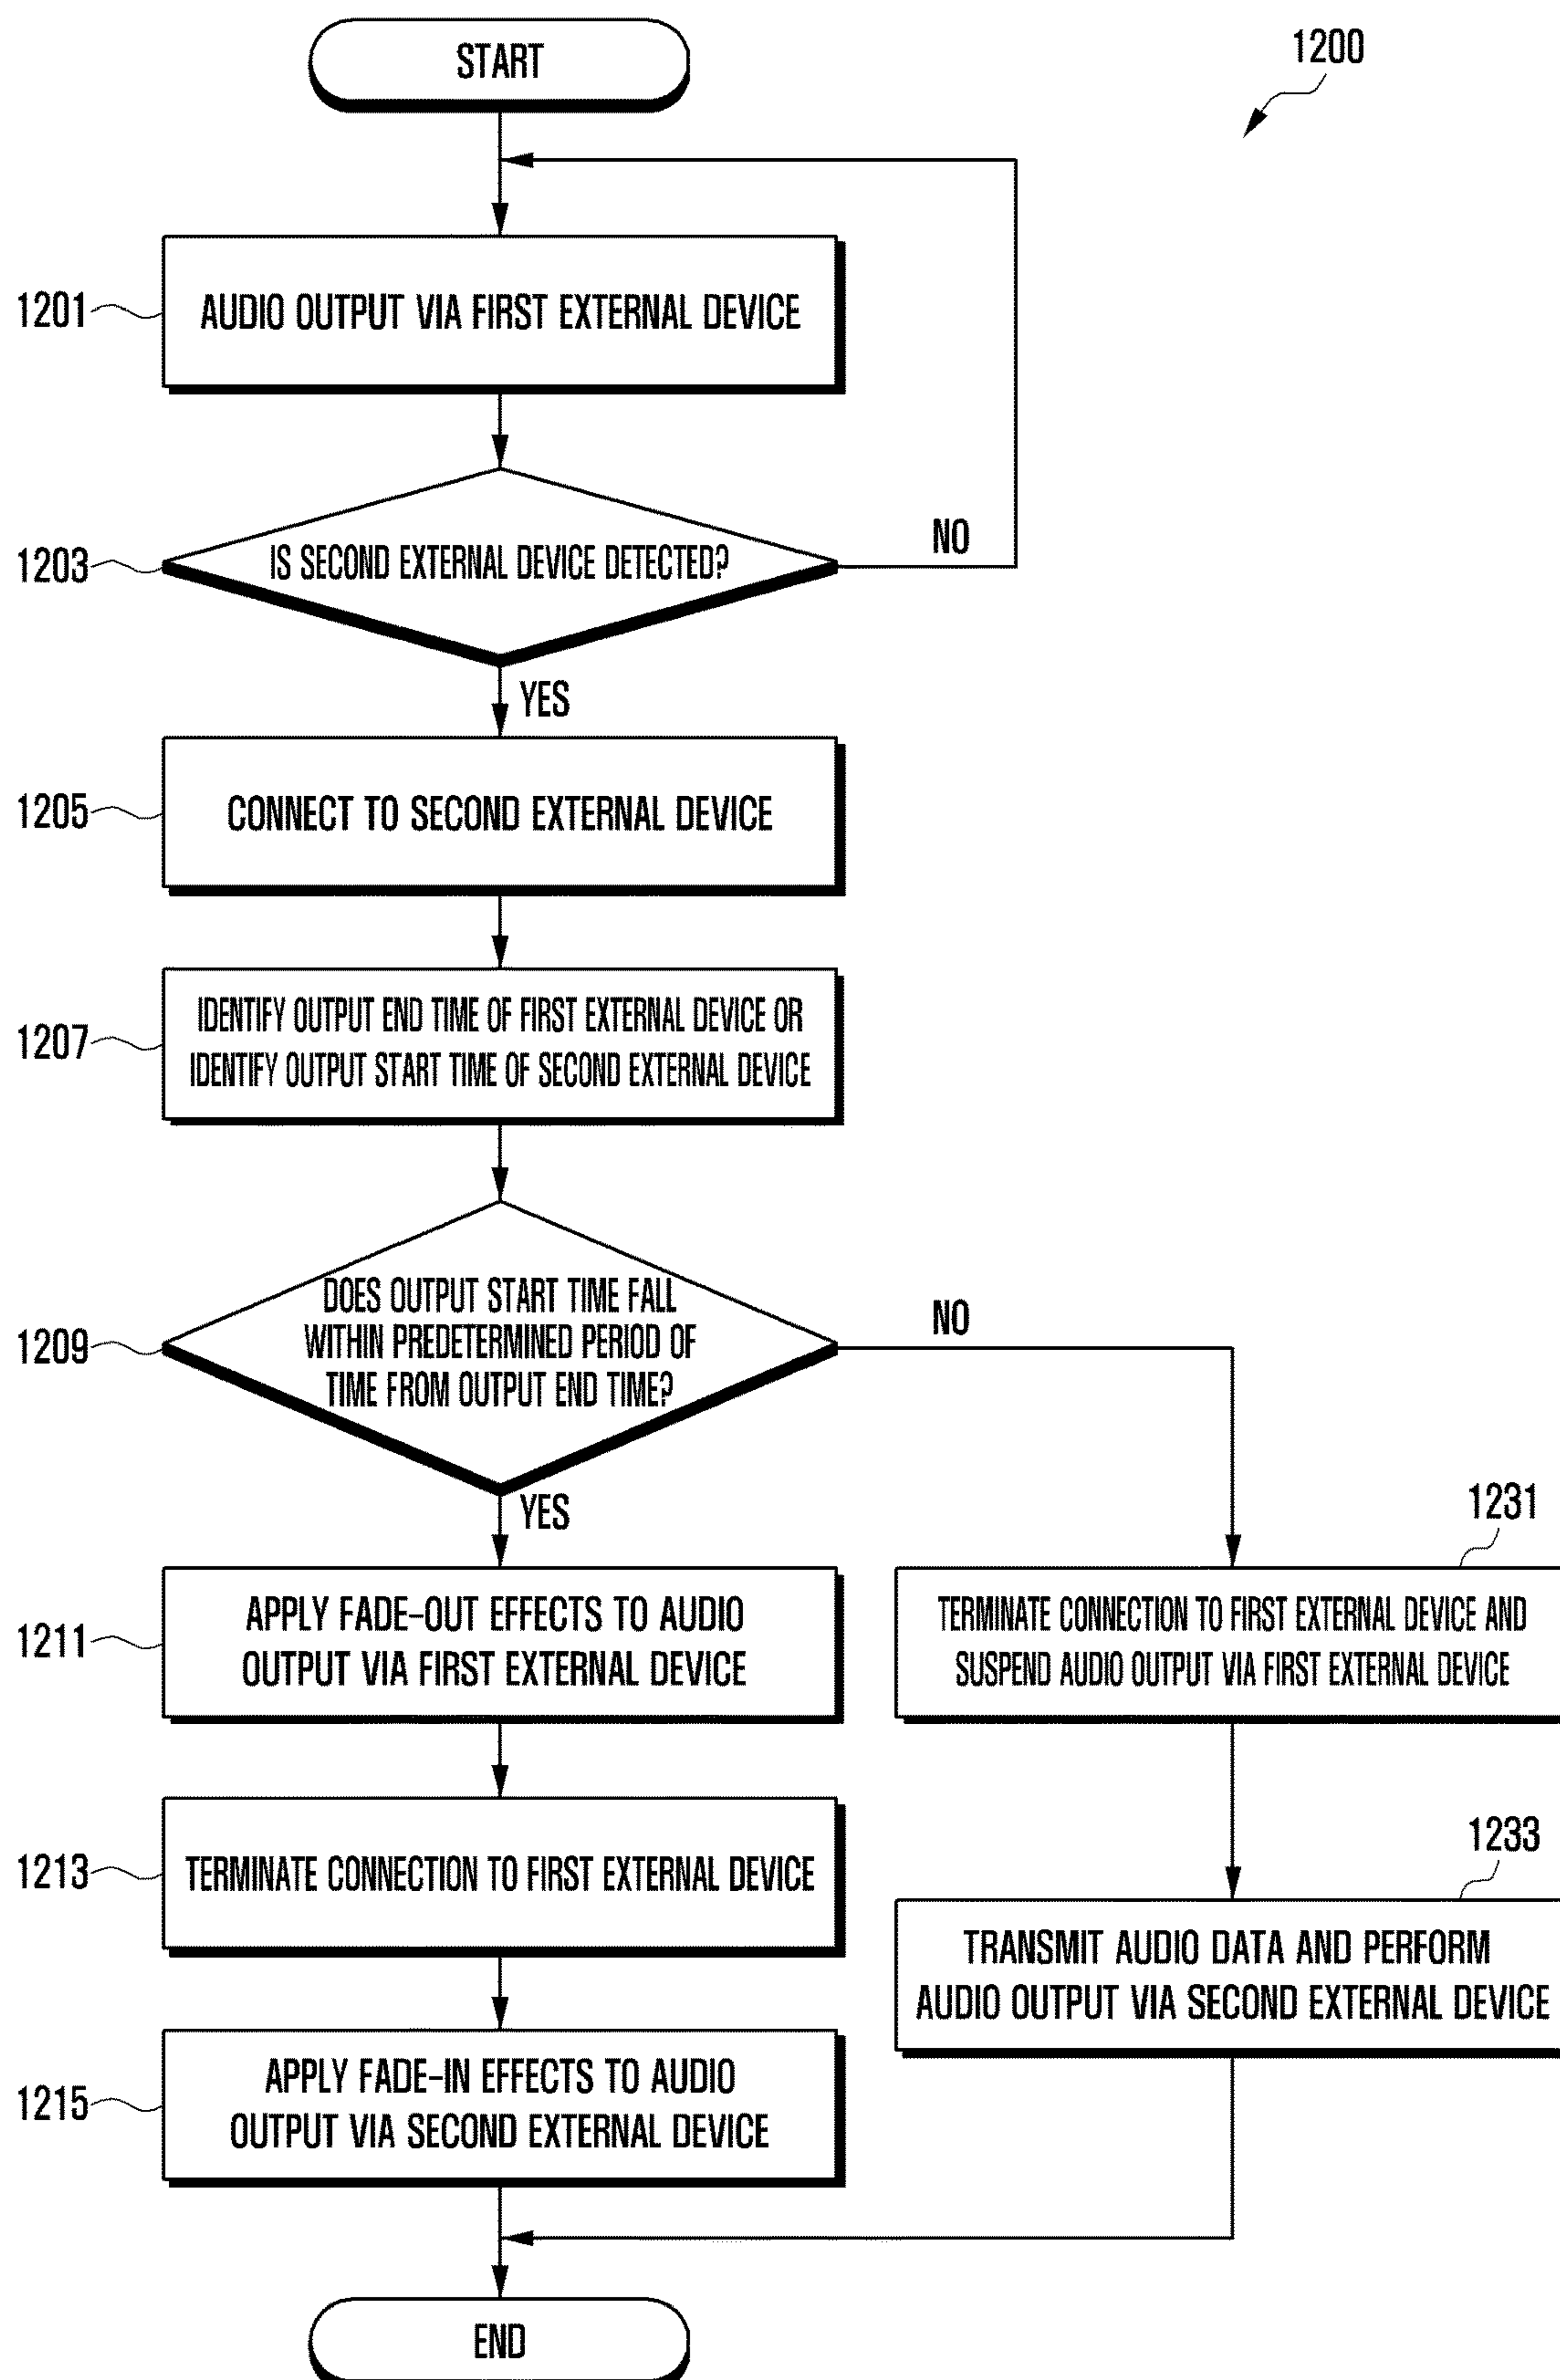 START
1200
1201
AUDIO OUTPUT VIA FIRST EXTERNAL DEVICE
1203
IS SECOND EXTERNAL DEVICE DETECTED?
NO
YES
1205
CONNECT TO SECOND EXTERNAL DEVICE
1207
IDENTIFY OUTPUT END TIME OF FIRST EXTERNAL DEVICE OR
IDENTIFY OUTPUT START TIME OF SECOND EXTERNAL DEVICE
1209
DOES OUTPUT START TIME FALL
WITHIN PREDETERMINED PERIOD OF
TIME FROM OUTPUT END TIME?
NO
YES
1211
APPLY FADE-OUT EFFECTS TO AUDIO
OUTPUT VIA FIRST EXTERNAL DEVICE
1231
TERMINATE CONNECTION TO FIRST EXTERNAL DEVICE AND
SUSPEND AUDIO OUTPUT VIA FIRST EXTERNAL DEVICE
1213
TERMINATE CONNECTION TO FIRST EXTERNAL DEVICE
1233
TRANSMIT AUDIO DATA AND PERFORM
AUDIO OUTPUT VIA SECOND EXTERNAL DEVICE
1215
APPLY FADE-IN EFFECTS TO AUDIO
OUTPUT VIA SECOND EXTERNAL DEVICE
END